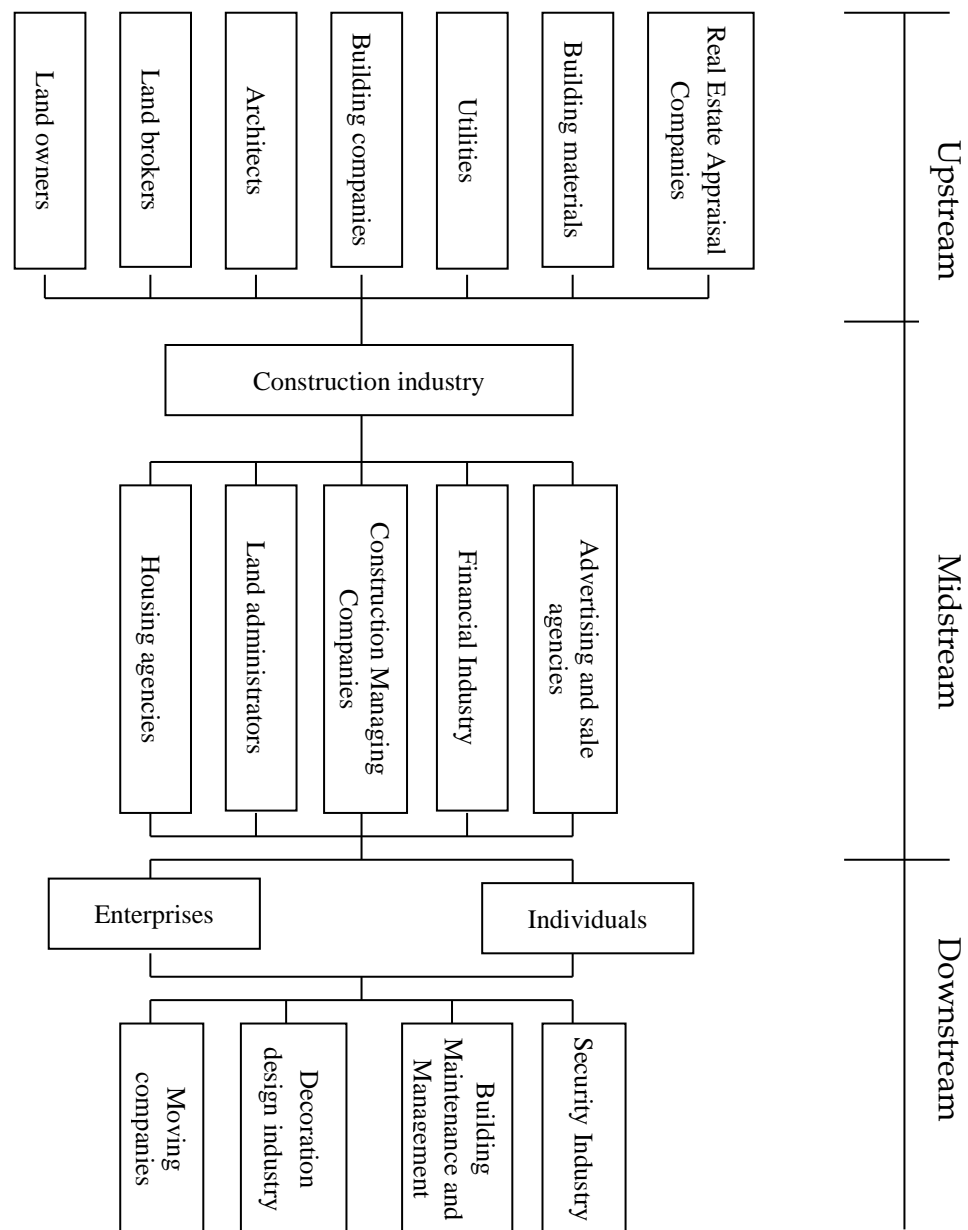 Upstream
Land owners
Land brokers
Architects
Building companies
Utilities
Building materials
Real Estate Appraisal
Companies
Midstream
Construction industry
Housing agencies
Land administrators
Construction Managing
Companies
Financial Industry
Advertising and sale
agencies
Downstream
Enterprises
Individuals
Moving
companies
Decoration
design industry
Building
Maintenance and
Management
Security Industry